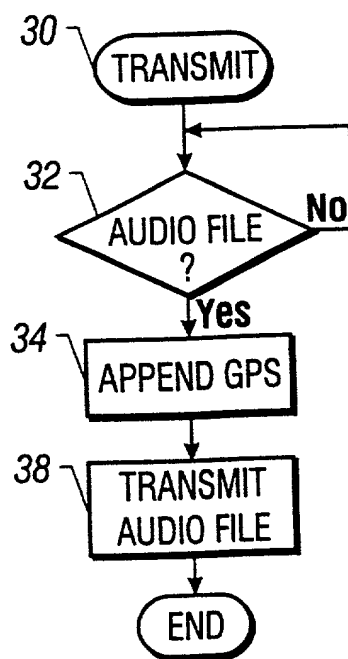 30
TRANSMIT
32
AUDIO FILE
?
No
Yes
34
APPEND GPS
38
TRANSMIT
AUDIO FILE
END